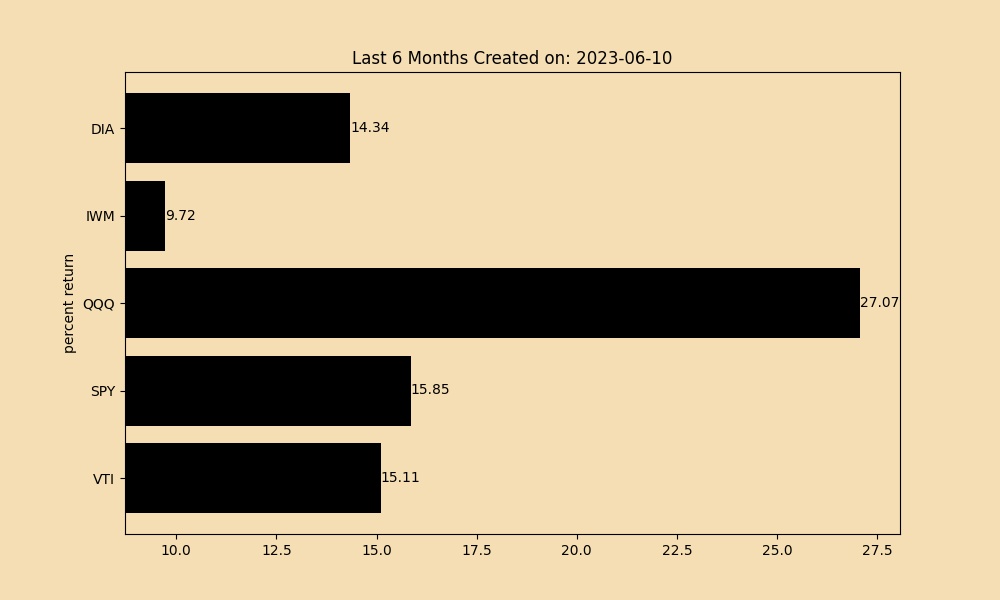 Last 6 Months Created on: 2023-06-10
DIA
14.34
IWM
9.72
percent return
QQQ
27.07
SPY
15.85
VTI
15.11
10.0 12.5 15.0 17.5 20.0 22.5 25.0 27.5